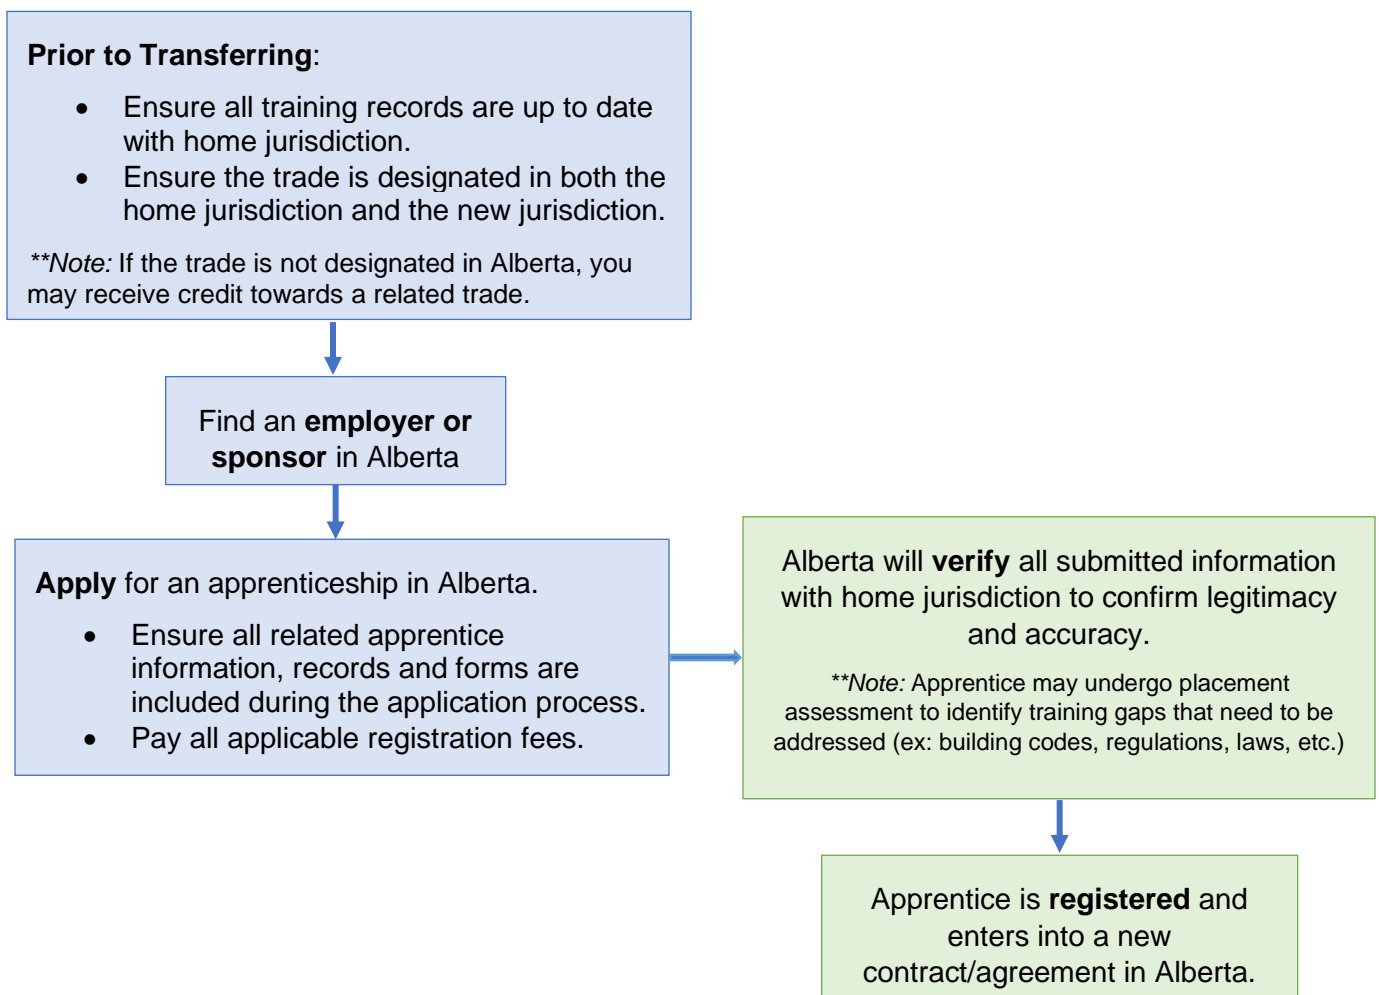 Prior to Transferring:
• Ensure all training records are up to date
with home jurisdiction.
• Ensure the trade is designated in both the
home jurisdiction and the new jurisdiction.
**Note: If the trade is not designated in Alberta, you
may receive credit towards a related trade.
Find an employer or
sponsor in Alberta
Apply for an apprenticeship in Alberta.
• Ensure all related apprentice
information, records and forms are
included during the application process.
• Pay all applicable registration fees.
Alberta will verify all submitted information
with home jurisdiction to confirm legitimacy
and accuracy.
**Note: Apprentice may undergo placement
assessment to identify training gaps that need to be
addressed (ex: building codes, regulations, laws, etc.)
Apprentice is registered and
enters into a new
contract/agreement in Alberta.